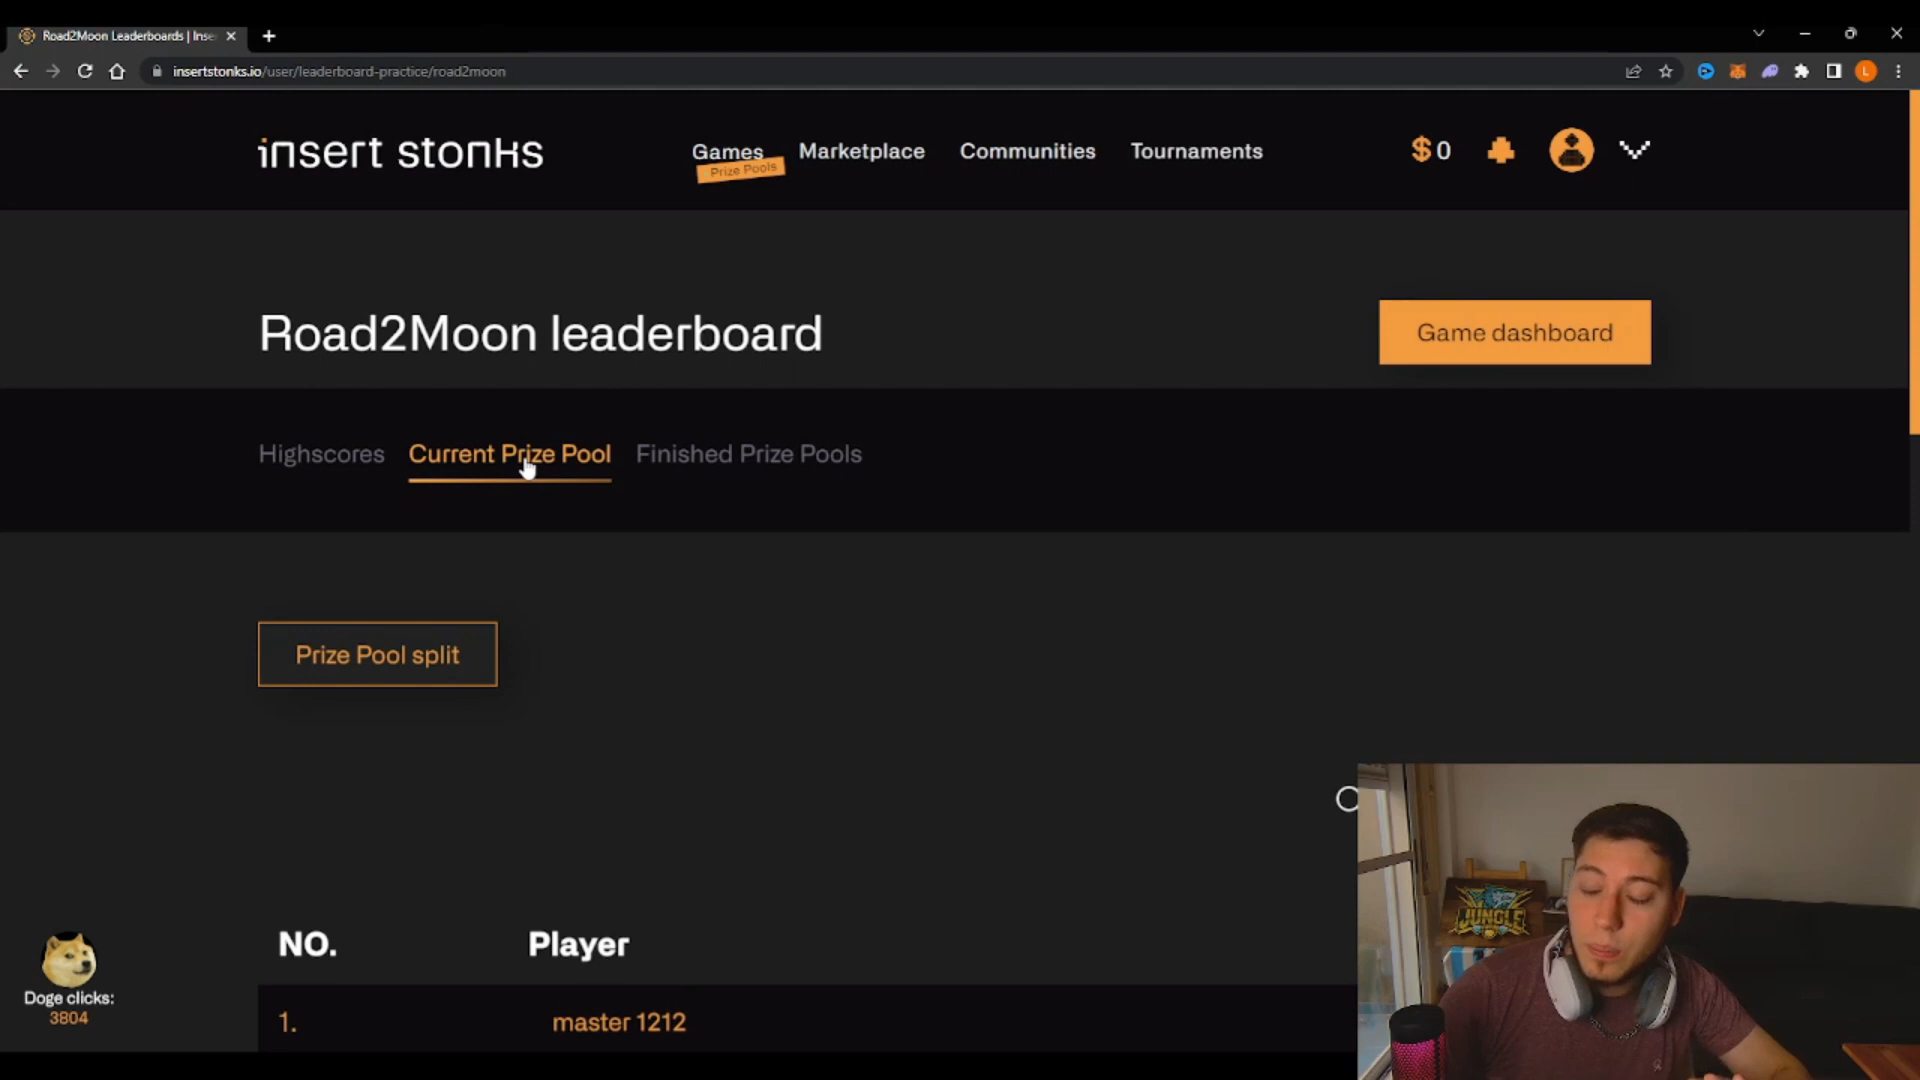 Road2Moon Leaderboards | Inse
insertstonks.io/user/leaderboard-practice/road2moon
L
insert stonks
Games
Prize Pools
Marketplace
Communities
Tournaments
$0
Road2Moon leaderboard
Game dashboard
Highscores
Current Prize Pool
Finished Prize Pools
Prize Pool split
NO.
Player
1.
master 1212
Doge clicks:
3804
JUNGLE